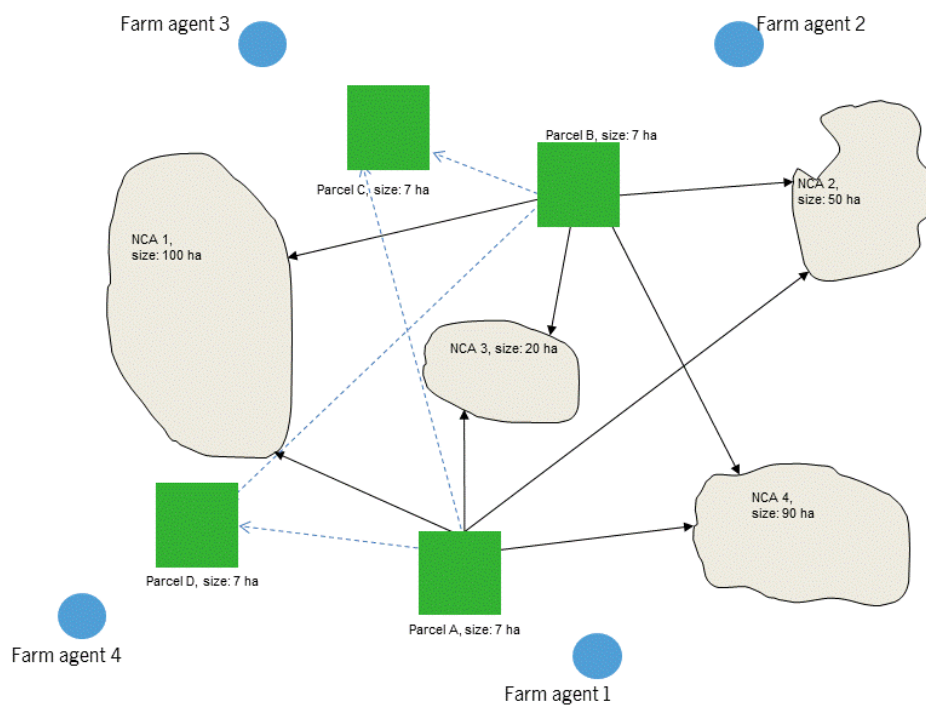 Farm agent 3
Farm agent 2
Parcel B, size: 7 ha
Parcel C, size: 7 ha
NCA 2,
size: 50 ha
NCA 1,
size: 100 ha
NCA 3, size: 20 ha
NCA 4,
size: 90 ha
Parcel D, size: 7 ha
Parcel A, size: 7 ha
Farm agent 4
Farm agent 1